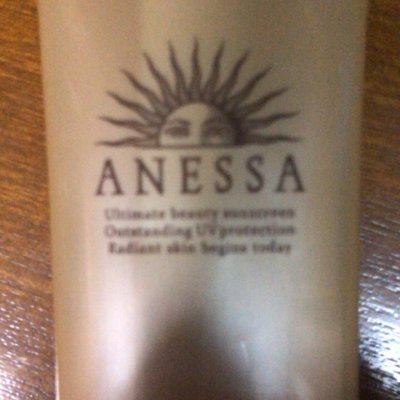 ANESSA
Ultimate beauty sunscreen
Outstanding UV protection
Radiant skin begins today